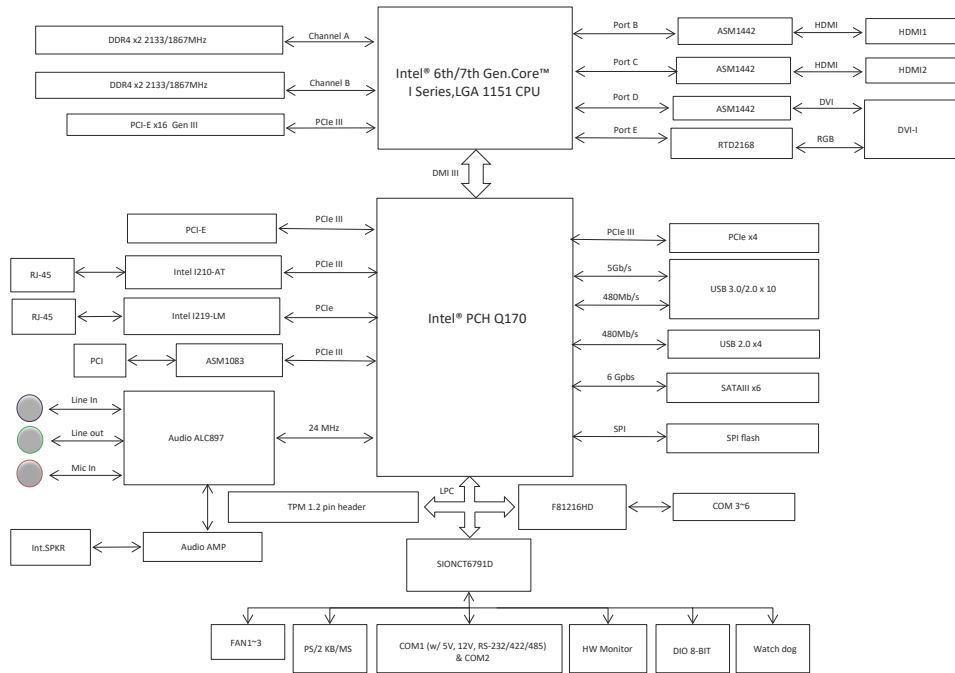 DDR4 x2 2133/1867MHz
Channel A
Intel® 6th/7th Gen.Core™
I Series,LGA 1151 CPU
Port B
ASM1442
HDMI
HDMI1
DDR4 x2 2133/1867MHz
Channel B
Port C
ASM1442
HDMI
HDMI2
PCI-E x16 Gen III
PCIe III
Port D
ASM1442
DVI
DVI-I
Port E
RTD2168
RGB
DMI III
PCI-E
PCIe III
Intel® PCH Q170
PCIe III
PCIe x4
RJ-45
Intel I210-AT
PCIe III
5Gb/s
USB 3.0/2.0 x 10
480Mb/s
RJ-45
Intel I219-LM
PCIe
480Mb/s
USB 2.0 x4
PCI
ASM1083
PCIe III
6 Gpbs
SATAIII x6
Line In
Line out
Mic In
Audio ALC897
24 MHz
SPI
SPI flash
LPC
TPM 1.2 pin header
F81216HD
COM 3~6
Int.SPKR
Audio AMP
SIONCT6791D
FAN1~3
PS/2 KB/MS
COM1 (w/ 5V, 12V, RS-232/422/485)
& COM2
HW Monitor
DIO 8-BIT
Watch dog